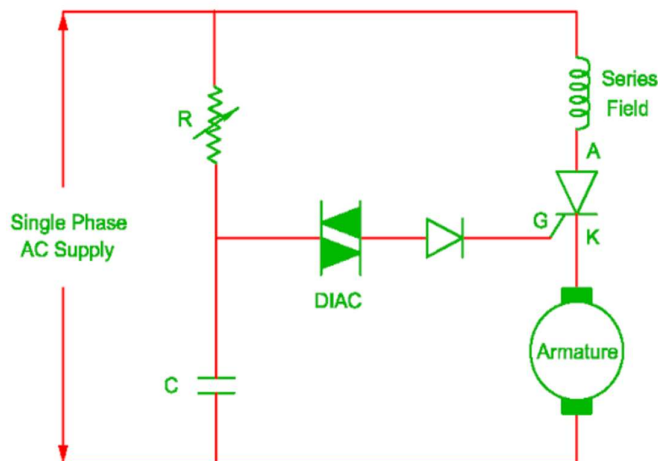 Series
Field
R
A
G
K
Single Phase
AC Supply
DIAC
Armature
C